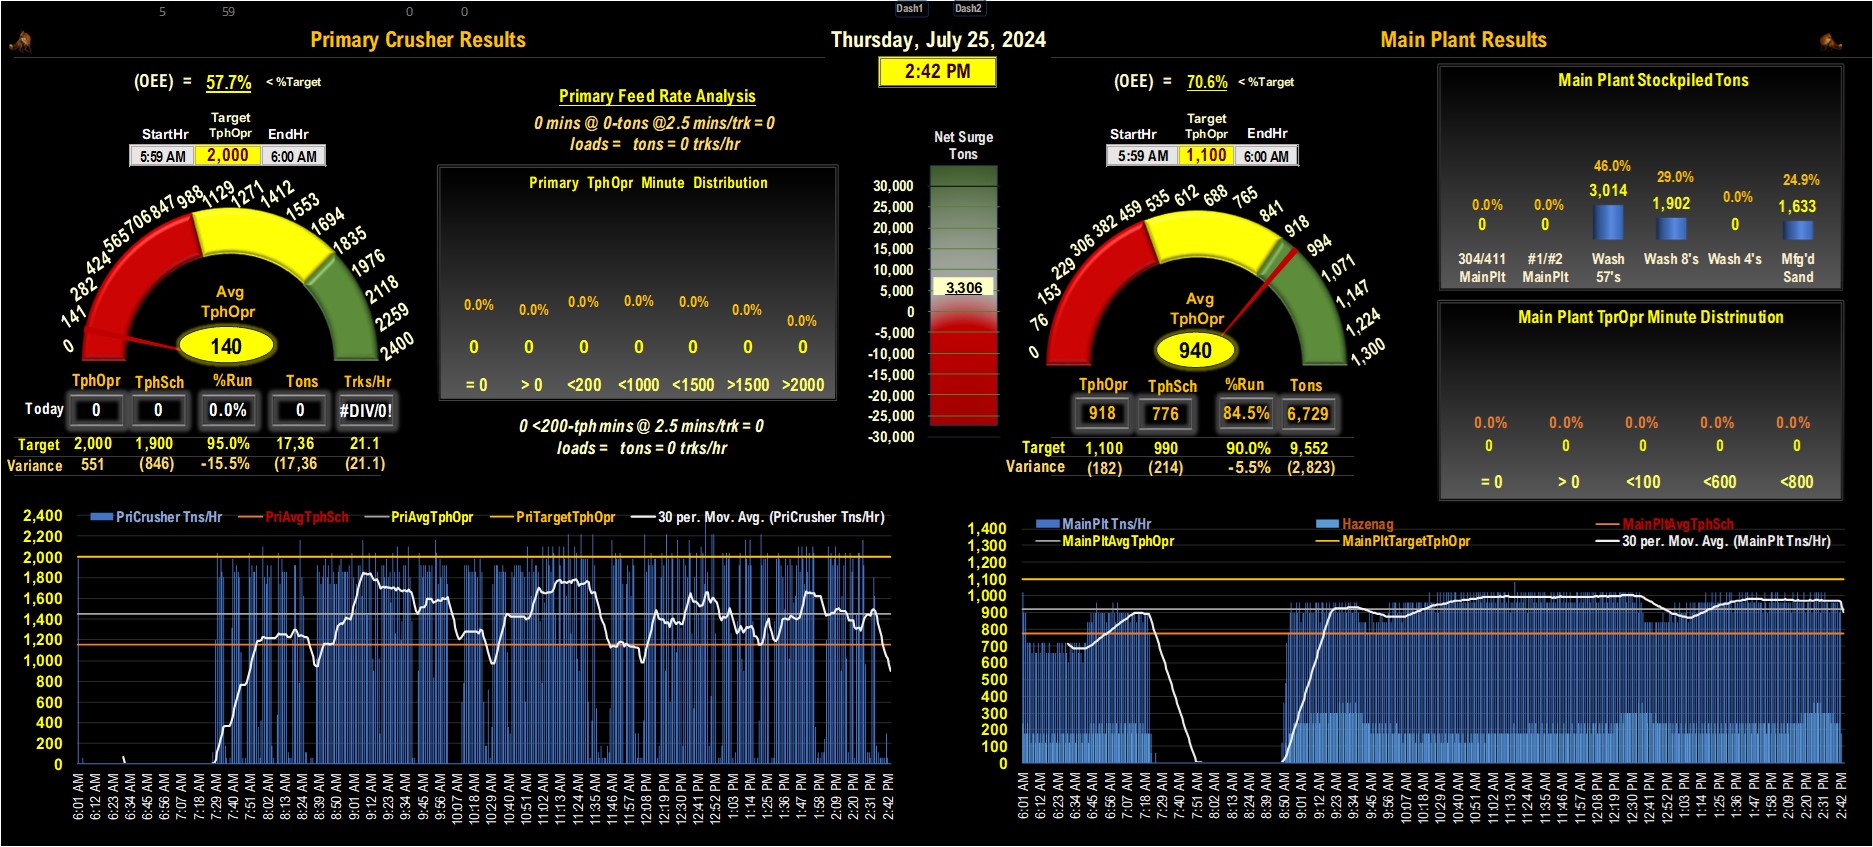 5 59 0 0 Dash1 Dash2
Primary Crusher Results
Thursday, July 25, 2024
Main Plant Results
2:42 PM
(OEE) = 57.7% < %Target
StartHr Target TphOpr EndHr
5:59 AM 2,000 6:00 AM
0 141 282 424 565 706 847 988 1129 1271 1412 1553 1694 1835 1976 2118 2259 2400
Avg
TphOpr
140
TphOpr TphSch %Run Tons Trks/Hr
Today 0 0 0.0% 0 #DIV/0!
Target 2,000 1,900 95.0% 17,36 21.1
Variance 551 (846) -15.5% (17,36 (21.1)
Primary Feed Rate Analysis
0 mins @ 0-tons @2.5 mins/trk = 0
loads = tons = 0 trks/hr
Primary TphOpr Minute Distribution
0.0% 0.0% 0.0% 0.0% 0.0% 0.0% 0.0%
0 0 0 0 0 0 0
= 0 > 0 <200 <1000 <1500 >1500 >2000
0 <200-tph mins @ 2.5 mins/trk = 0
loads = tons = 0 trks/hr
Net Surge
Tons
30,000
25,000
20,000
15,000
10,000
5,000
0
-5,000
-10,000
-15,000
-20,000
-25,000
-30,000
3,306
(OEE) = 70.6% < %Target
StartHr Target TphOpr EndHr
5:59 AM 1,100 6:00 AM
0 76 153 229 306 382 459 535 612 688 765 841 918 994 1,071 1,147 1,224 1,300
Avg
TphOpr
940
TphOpr TphSch %Run Tons
918 776 84.5% 6,729
Target 1,100 990 90.0% 9,552
Variance (182) (214) -5.5% (2,823)
Main Plant Stockpiled Tons
0.0% 0.0% 46.0% 29.0% 0.0% 24.9%
0 0 3,014 1,902 0 1,633
304/411 #1/#2 Wash Wash 8's Wash 4's Mfg'd
MainPlt MainPlt 57's Sand
Main Plant TprOpr Minute Distrinution
0.0% 0.0% 0.0% 0.0% 0.0%
0 0 0 0 0
= 0 > 0 <100 <600 <800
PriCrusher Tns/Hr PriAvgTphSch PriAvgTphOpr PriTargetTphOpr 30 per. Mov. Avg. (PriCrusher Tns/Hr)
2,400
2,200
2,000
1,800
1,600
1,400
1,200
1,000
800
600
400
200
0
6:01 AM 6:12 AM 6:23 AM 6:34 AM 6:45 AM 6:56 AM 7:07 AM 7:18 AM 7:29 AM 7:40 AM 7:51 AM 8:02 AM 8:13 AM 8:24 AM 8:39 AM 8:50 AM 9:01 AM 9:12 AM 9:23 AM 9:34 AM 9:45 AM 9:56 AM 10:07 AM 10:18 AM 10:29 AM 10:40 AM 10:51 AM 11:02 AM 11:13 AM 11:24 AM 11:35 AM 11:46 AM 11:57 AM 12:08 PM 12:19 PM 12:30 PM 12:41 PM 12:52 PM 1:03 PM 1:14 PM 1:25 PM 1:36 PM 1:47 PM 1:58 PM 2:09 PM 2:20 PM 2:31 PM 2:42 PM
MainPlt Tns/Hr Hazenag MainPltAvgTphSch
MainPltAvgTphOpr MainPltTargetTphOpr 30 per. Mov. Avg. (MainPlt Tns/Hr)
1,400
1,300
1,200
1,100
1,000
900
800
700
600
500
400
300
200
100
0
6:01 AM 6:12 AM 6:23 AM 6:34 AM 6:45 AM 6:56 AM 7:07 AM 7:18 AM 7:29 AM 7:40 AM 7:51 AM 8:02 AM 8:13 AM 8:24 AM 8:39 AM 8:50 AM 9:01 AM 9:12 AM 9:23 AM 9:34 AM 9:45 AM 9:56 AM 10:07 AM 10:18 AM 10:29 AM 10:40 AM 10:51 AM 11:02 AM 11:13 AM 11:24 AM 11:35 AM 11:46 AM 11:57 AM 12:08 PM 12:19 PM 12:30 PM 12:41 PM 12:52 PM 1:03 PM 1:14 PM 1:25 PM 1:36 PM 1:47 PM 1:58 PM 2:09 PM 2:20 PM 2:31 PM 2:42 PM